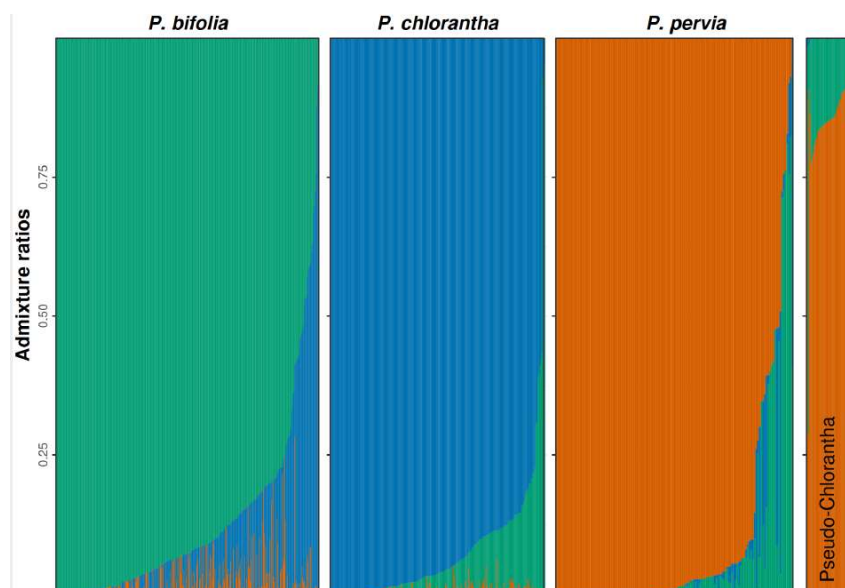 P. bifolia
P. chlorantha
P. pervia
Admixture ratios
0.75
0.50
0.25
Pseudo-Chlorantha